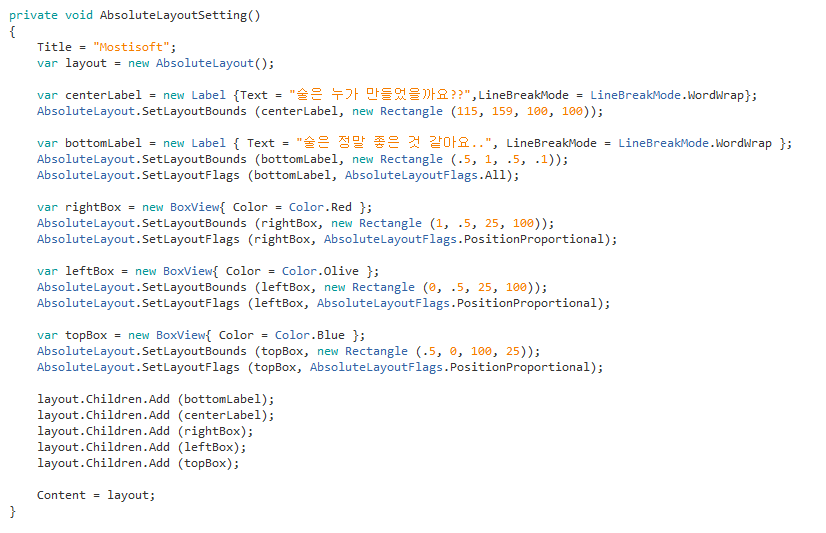 private void AbsoluteLayoutSetting()
{
    Title = "Mostisoft";
    var layout = new AbsoluteLayout();

    var centerLabel = new Label {Text = "술은 누가 만들었을까요??",LineBreakMode = LineBreakMode.WordWrap};
    AbsoluteLayout.SetLayoutBounds (centerLabel, new Rectangle (115, 159, 100, 100));

    var bottomLabel = new Label { Text = "술은 정말 좋은 것 같아요..", LineBreakMode = LineBreakMode.WordWrap };
    AbsoluteLayout.SetLayoutBounds (bottomLabel, new Rectangle (.5, 1, .5, .1));
    AbsoluteLayout.SetLayoutFlags (bottomLabel, AbsoluteLayoutFlags.All);

    var rightBox = new BoxView{ Color = Color.Red };
    AbsoluteLayout.SetLayoutBounds (rightBox, new Rectangle (1, .5, 25, 100));
    AbsoluteLayout.SetLayoutFlags (rightBox, AbsoluteLayoutFlags.PositionProportional);

    var leftBox = new BoxView{ Color = Color.Olive };
    AbsoluteLayout.SetLayoutBounds (leftBox, new Rectangle (0, .5, 25, 100));
    AbsoluteLayout.SetLayoutFlags (leftBox, AbsoluteLayoutFlags.PositionProportional);

    var topBox = new BoxView{ Color = Color.Blue };
    AbsoluteLayout.SetLayoutBounds (topBox, new Rectangle (.5, 0, 100, 25));
    AbsoluteLayout.SetLayoutFlags (topBox, AbsoluteLayoutFlags.PositionProportional);

    layout.Children.Add (bottomLabel);
    layout.Children.Add (centerLabel);
    layout.Children.Add (rightBox);
    layout.Children.Add (leftBox);
    layout.Children.Add (topBox);

    Content = layout;
}